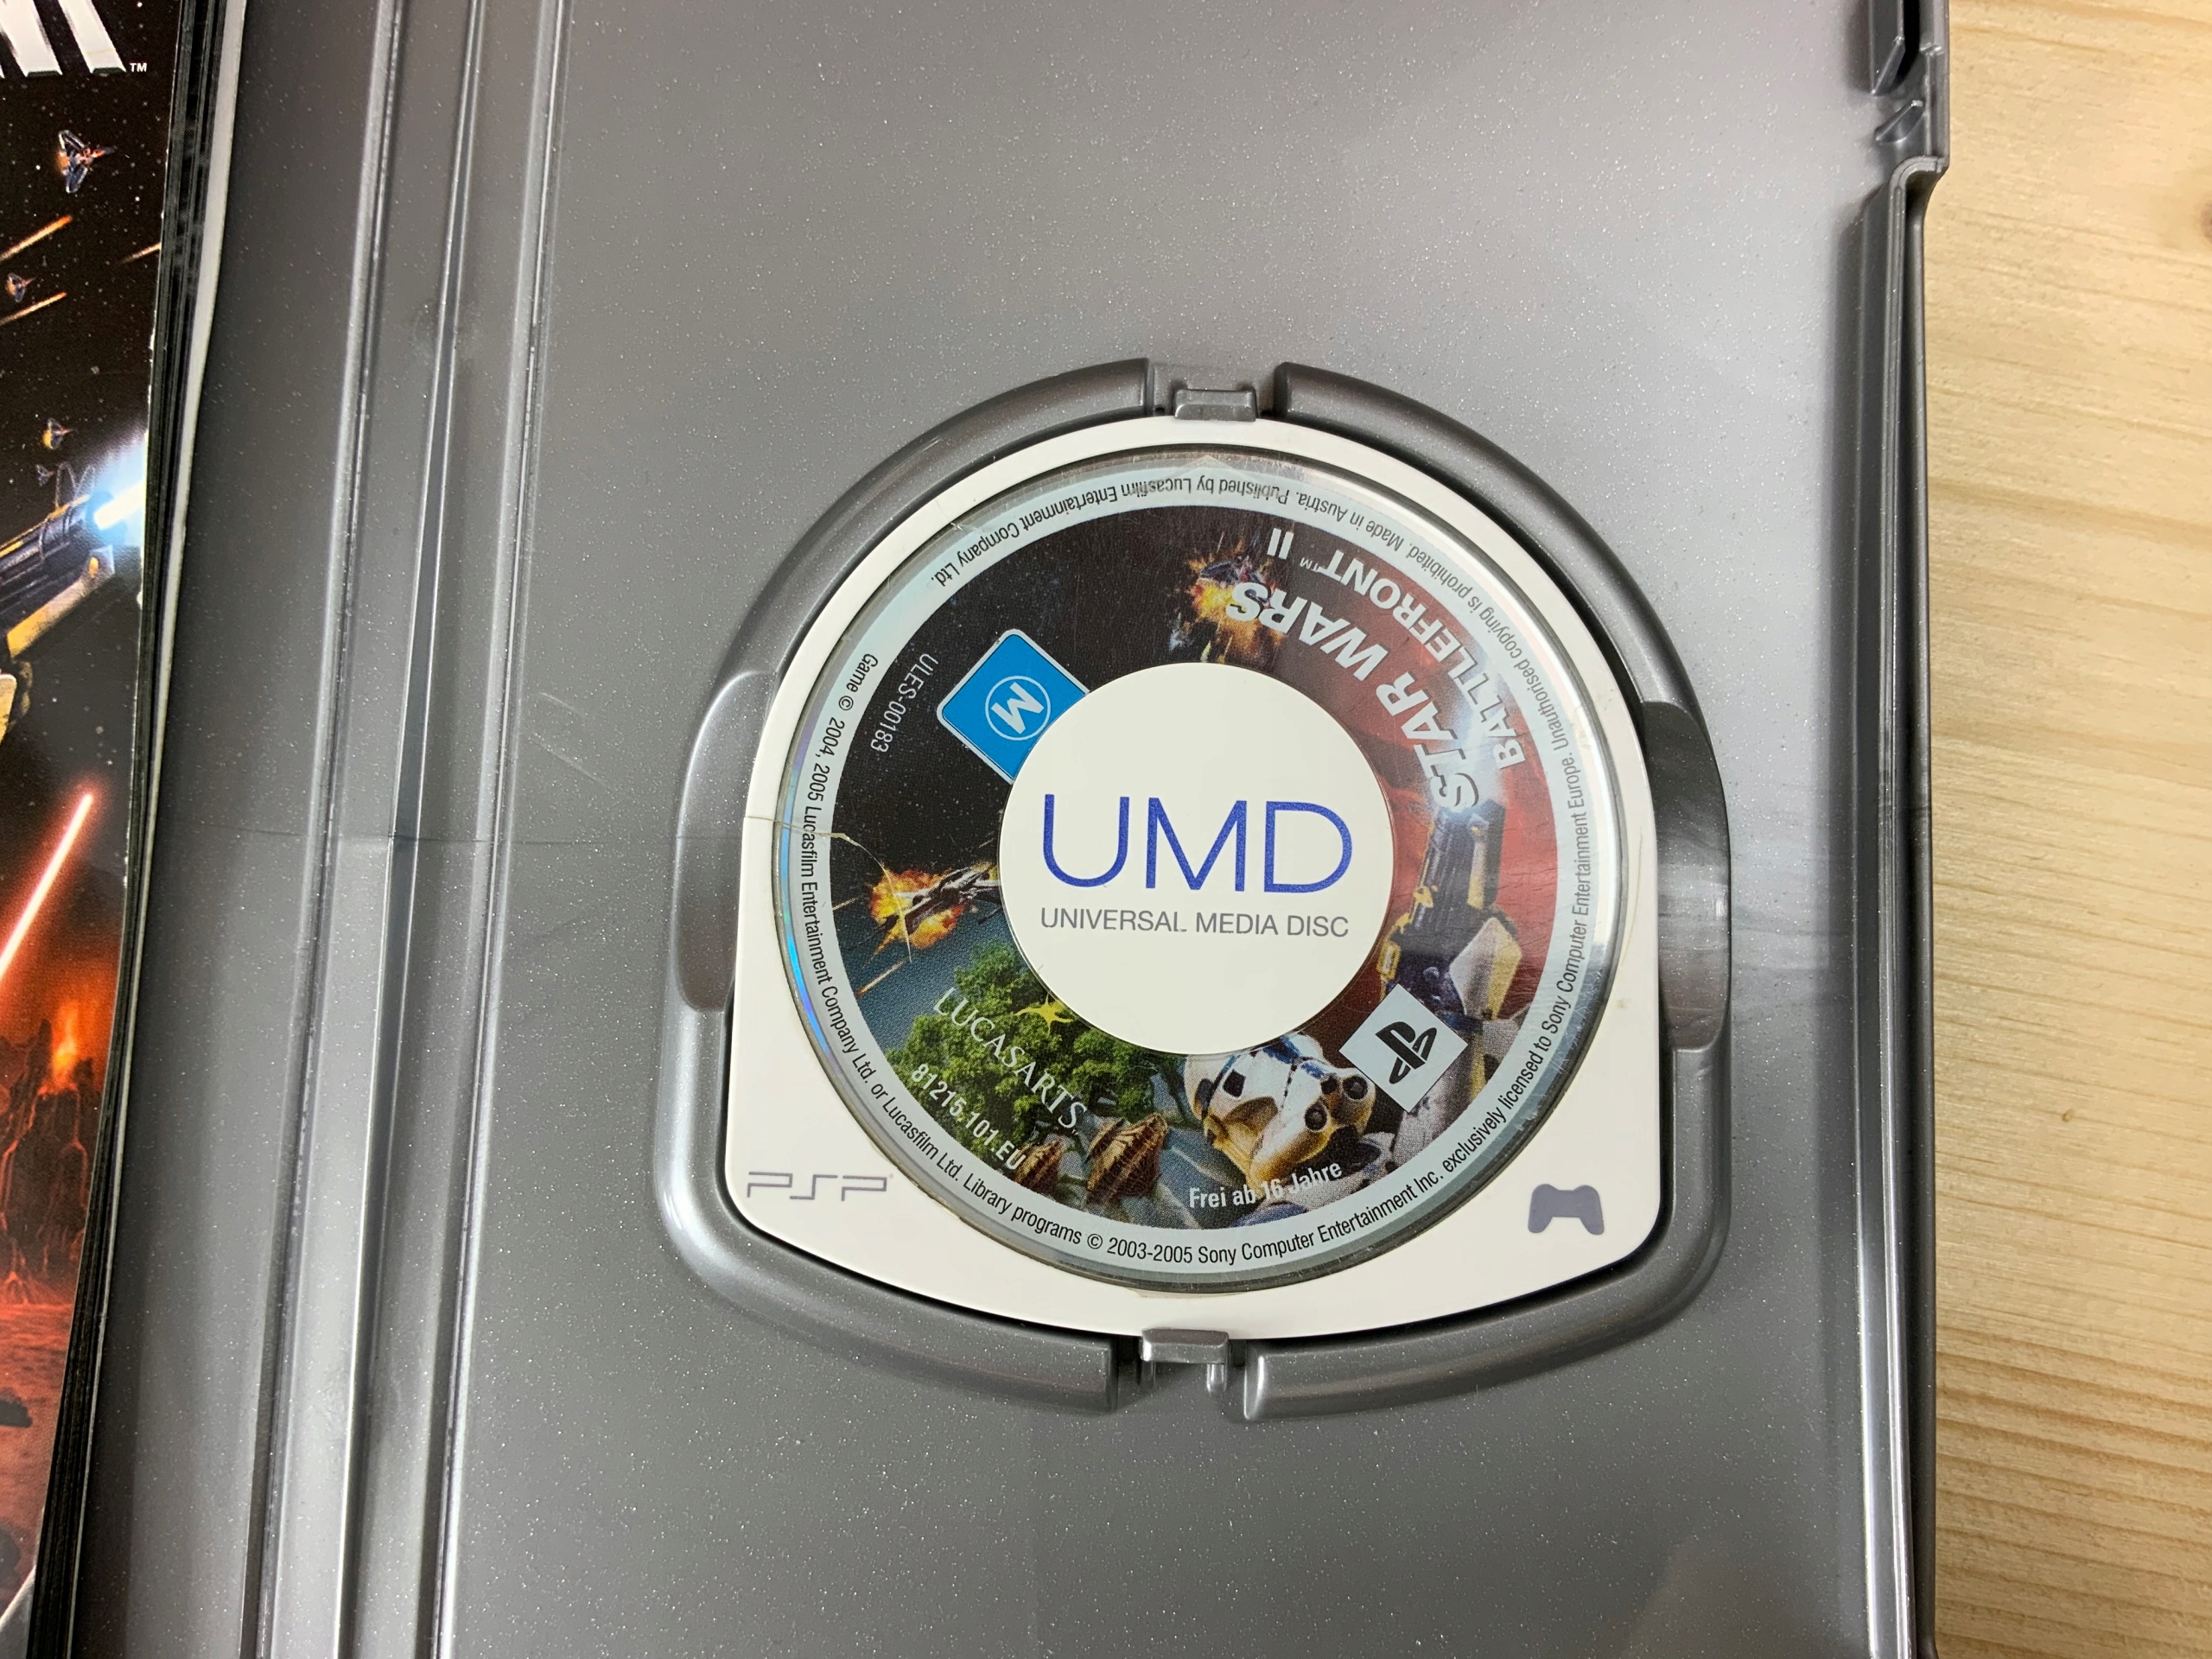 TM
Game © 2004, 2005 Lucasfilm Entertainment Company Ltd. or Lucasfilm Ltd. Library programs © 2003-2005 Sony Computer Entertainment Inc. exclusively licensed to Sony Computer Entertainment Europe. Unauthorised copying is prohibited. Made in Austria. Published by Lucasfilm Entertainment Company Ltd.
STAR WARS
BATTLEFRONT™ II
ULES-00183
M
UMD
UNIVERSAL MEDIA DISC
LUCASARTS
81215.101.EU
Frei ab 16 Jahre
PSP